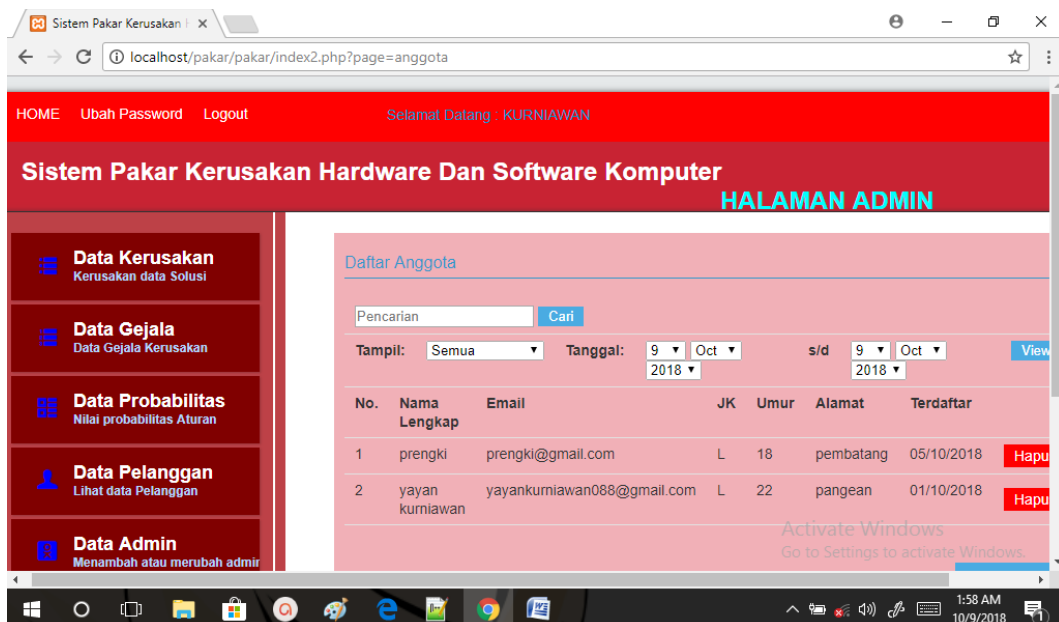 Sistem Pakar Kerusakan
localhost/pakar/pakar/index2.php?page=anggota
HOME Ubah Password Logout Selamat Datang : KURNIAWAN
Sistem Pakar Kerusakan Hardware Dan Software Komputer
HALAMAN ADMIN
Data Kerusakan
Kerusakan data Solusi
Data Gejala
Data Gejala Kerusakan
Data Probabilitas
Nilai probabilitas Aturan
Data Pelanggan
Lihat data Pelanggan
Data Admin
Menambah atau merubah admin
Daftar Anggota
Pencarian Cari
Tampil: Semua Tanggal: 9 Oct 2018 s/d 9 Oct 2018 View
No. Nama Lengkap Email JK Umur Alamat Terdaftar
1 prengki prengki@gmail.com L 18 pembatang 05/10/2018 Hapu
2 yayan kurniawan yayankurniawan088@gmail.com L 22 pangean 01/10/2018 Hapu
Activate Windows
Go to Settings to activate Windows.
1:58 AM
10/9/2018